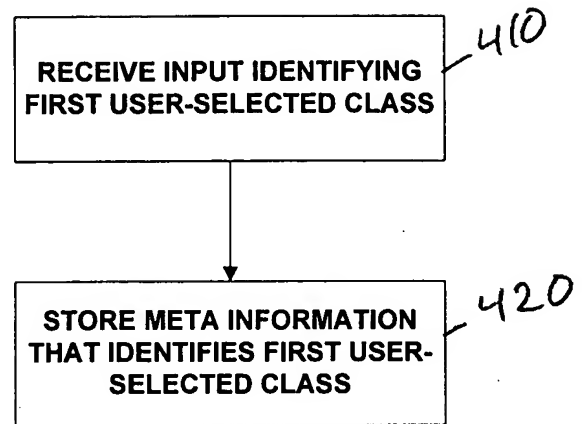 410
RECEIVE INPUT IDENTIFYING
FIRST USER-SELECTED CLASS
420
STORE META INFORMATION
THAT IDENTIFIES FIRST USER-
SELECTED CLASS